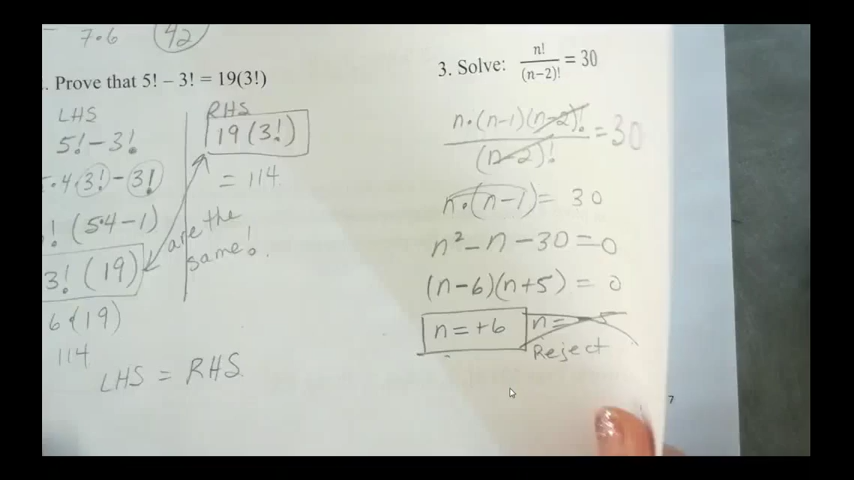 7·6 42
. Prove that 5! – 3! = 19(3!)
LHS
5!-3!
5·4·3!-3!
! (5·4-1)
3! (19)
6·(19)
114
RHS
19(3!)
= 114
are the
same!
LHS = RHS
3. Solve: n!/(n–2)! = 30
n·(n-1)(n-2)!/(n-2)! = 30
n·(n-1) = 30
n²-n-30=0
(n-6)(n+5) = 0
n=+6 n=
Reject
7